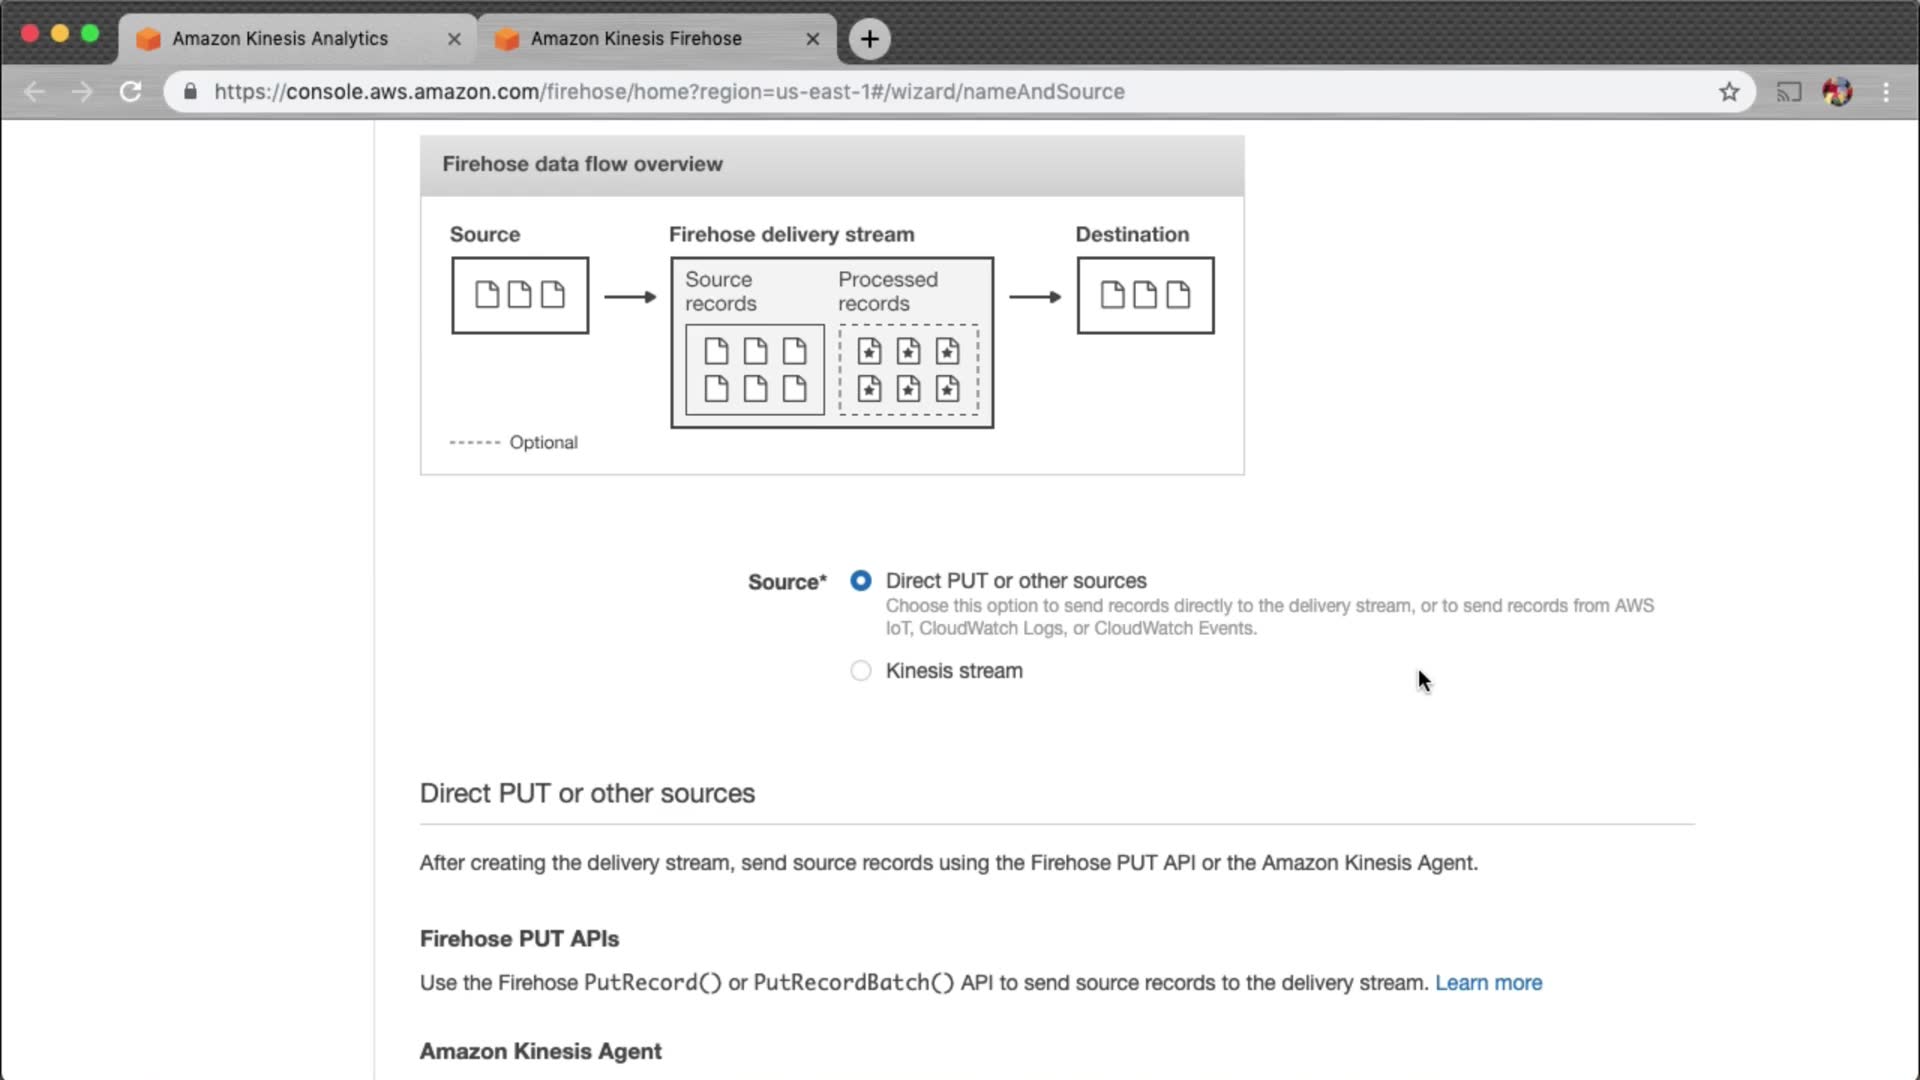 Amazon Kinesis Analytics
Amazon Kinesis Firehose
https://console.aws.amazon.com/firehose/home?region=us-east-1#/wizard/nameAndSource
Firehose data flow overview
Source
Firehose delivery stream
Destination
Source
records
Processed
records
Optional
Source*
Direct PUT or other sources
Choose this option to send records directly to the delivery stream, or to send records from AWS
IoT, CloudWatch Logs, or CloudWatch Events.
Kinesis stream
Direct PUT or other sources
After creating the delivery stream, send source records using the Firehose PUT API or the Amazon Kinesis Agent.
Firehose PUT APIs
Use the Firehose PutRecord() or PutRecordBatch() API to send source records to the delivery stream. Learn more
Amazon Kinesis Agent